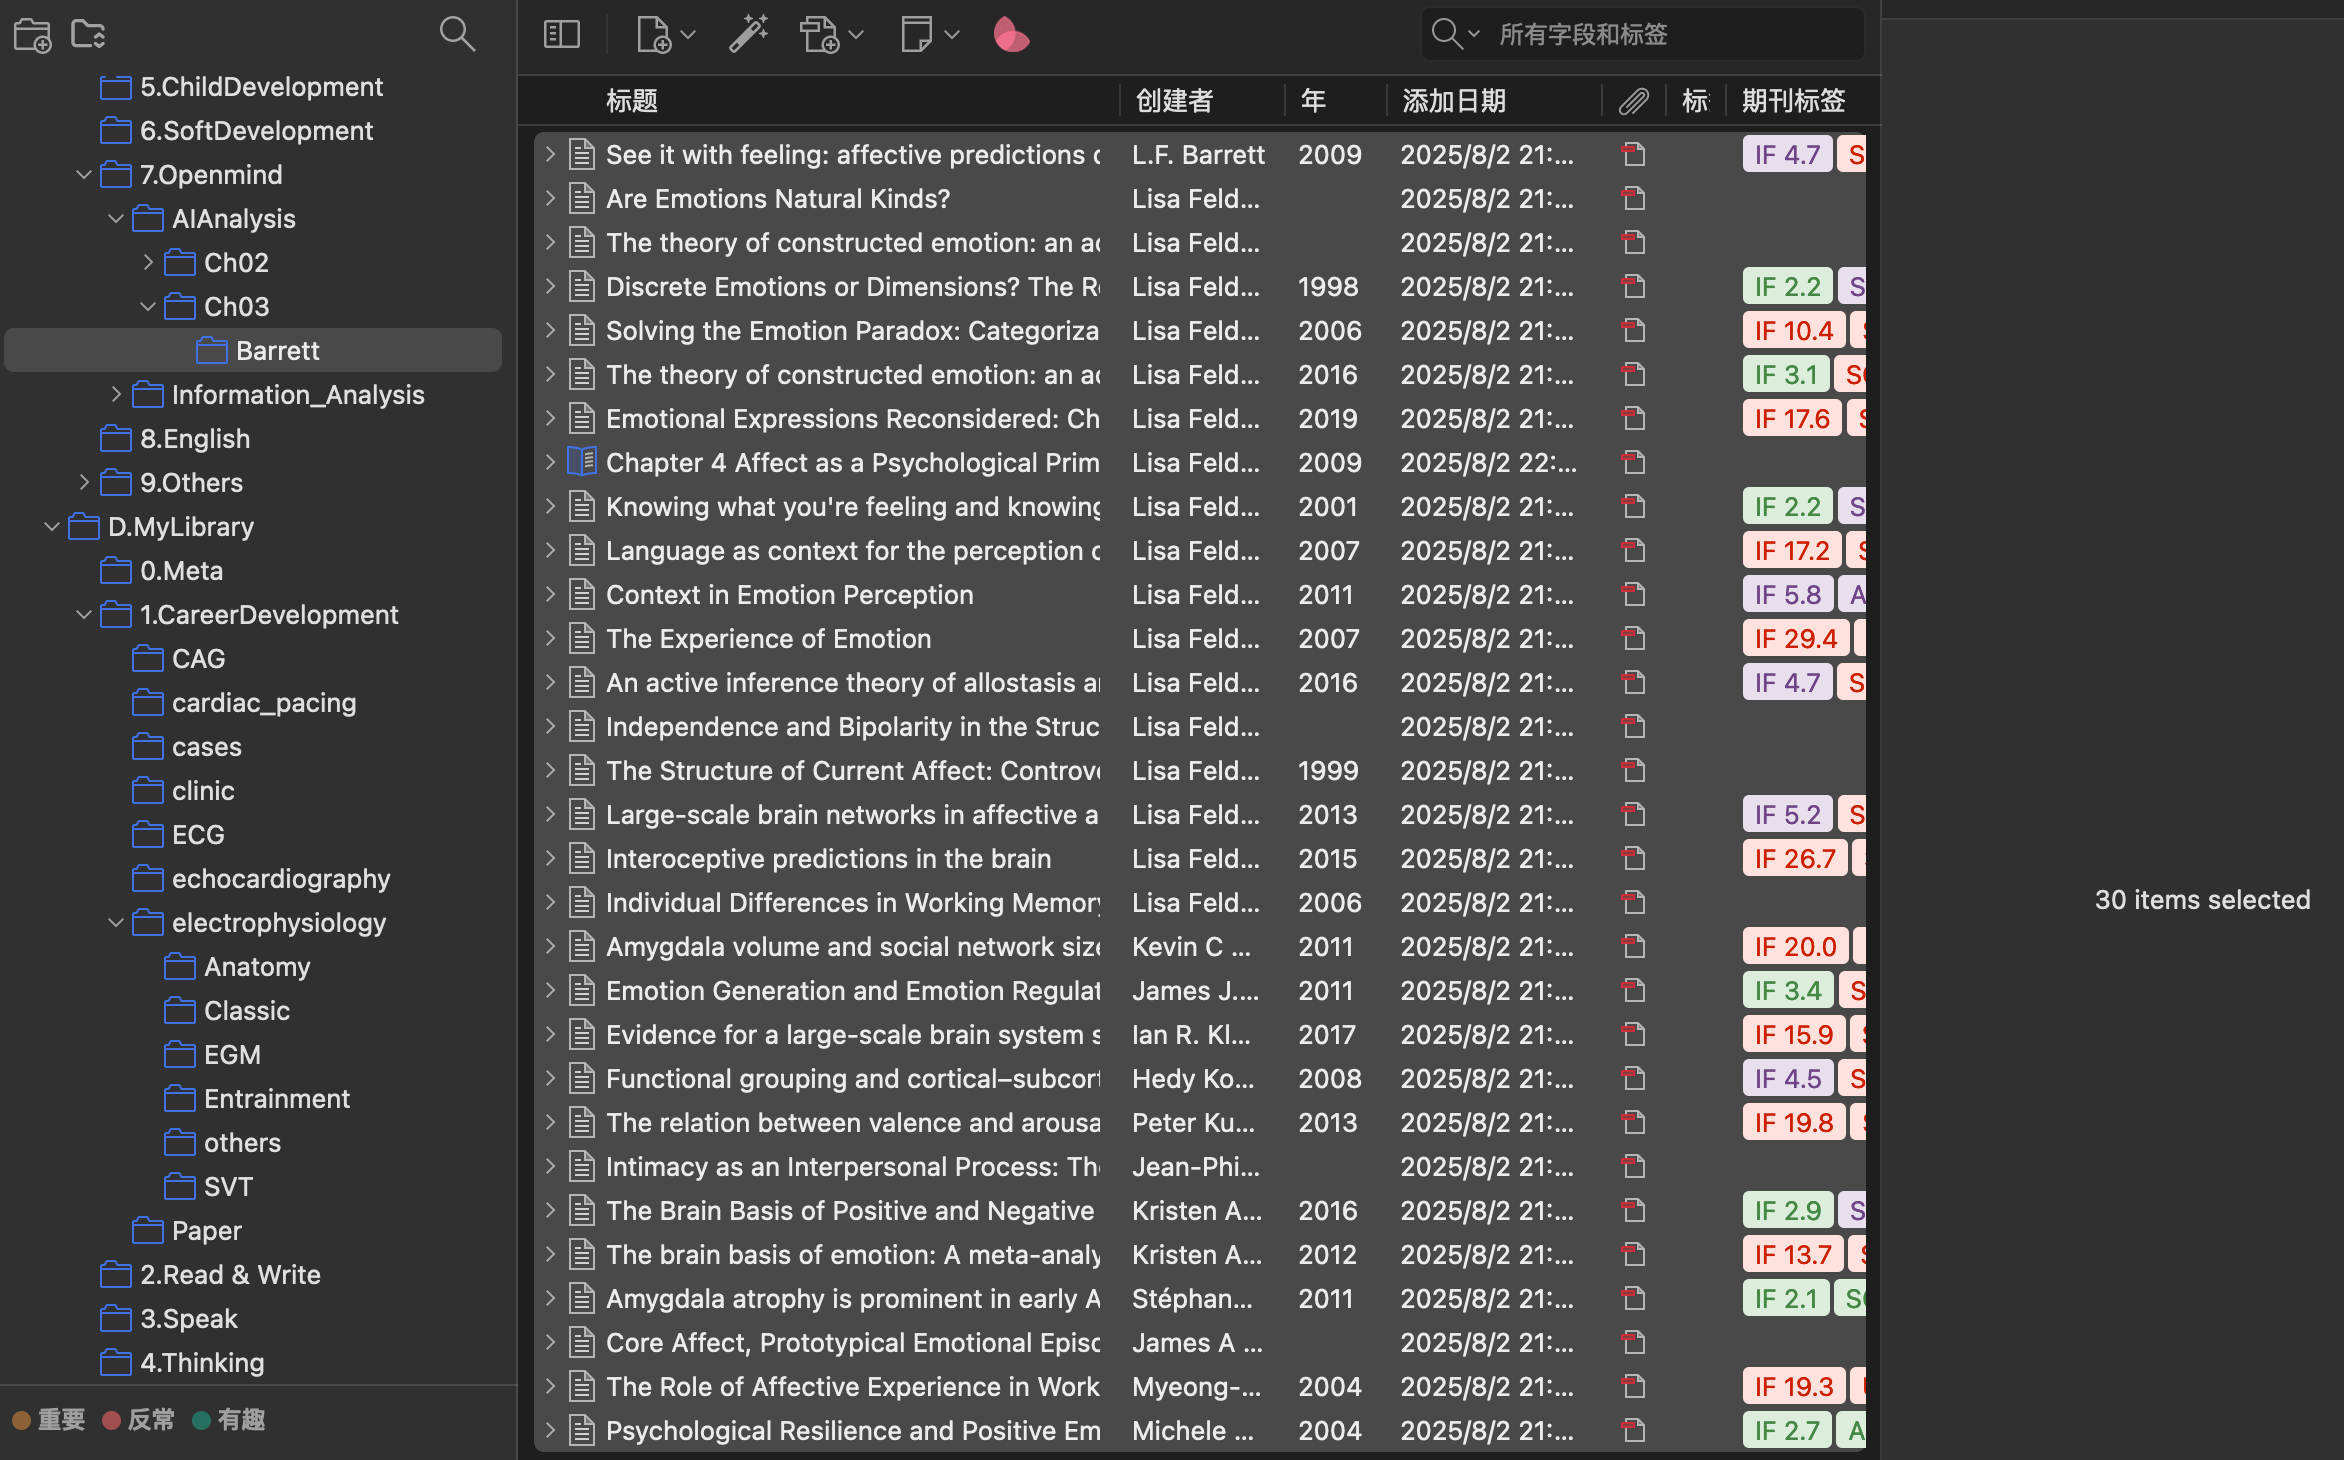 5.ChildDevelopment
6.SoftDevelopment
7.Openmind
AIAnalysis
Ch02
Ch03
Barrett
Information_Analysis
8.English
9.Others
D.MyLibrary
0.Meta
1.CareerDevelopment
CAG
cardiac_pacing
cases
clinic
ECG
echocardiography
electrophysiology
Anatomy
Classic
EGM
Entrainment
others
SVT
Paper
2.Read & Write
3.Speak
4.Thinking
重要 反常 有趣
所有字段和标签
标题 创建者 年 添加日期 标 期刊标签
See it with feeling: affective predictions L.F. Barrett 2009 2025/8/2 21:... IF 4.7 S
Are Emotions Natural Kinds? Lisa Feld... 2025/8/2 21:...
The theory of constructed emotion: an Lisa Feld... 2025/8/2 21:...
Discrete Emotions or Dimensions? The Lisa Feld... 1998 2025/8/2 21:... IF 2.2 S
Solving the Emotion Paradox: Categoriza Lisa Feld... 2006 2025/8/2 21:... IF 10.4
The theory of constructed emotion: an Lisa Feld... 2016 2025/8/2 21:... IF 3.1 S
Emotional Expressions Reconsidered: Ch Lisa Feld... 2019 2025/8/2 21:... IF 17.6
Chapter 4 Affect as a Psychological Prim Lisa Feld... 2009 2025/8/2 22:...
Knowing what you're feeling and knowing Lisa Feld... 2001 2025/8/2 21:... IF 2.2 S
Language as context for the perception Lisa Feld... 2007 2025/8/2 21:... IF 17.2
Context in Emotion Perception Lisa Feld... 2011 2025/8/2 21:... IF 5.8 A
The Experience of Emotion Lisa Feld... 2007 2025/8/2 21:... IF 29.4
An active inference theory of allostasis a Lisa Feld... 2016 2025/8/2 21:... IF 4.7 S
Independence and Bipolarity in the Struc Lisa Feld... 2025/8/2 21:...
The Structure of Current Affect: Controv Lisa Feld... 1999 2025/8/2 21:...
Large-scale brain networks in affective a Lisa Feld... 2013 2025/8/2 21:... IF 5.2 S
Interoceptive predictions in the brain Lisa Feld... 2015 2025/8/2 21:... IF 26.7
Individual Differences in Working Memory Lisa Feld... 2006 2025/8/2 21:...
Amygdala volume and social network size Kevin C ... 2011 2025/8/2 21:... IF 20.0
Emotion Generation and Emotion Regulat James J.... 2011 2025/8/2 21:... IF 3.4 S
Evidence for a large-scale brain system s Ian R. Kl... 2017 2025/8/2 21:... IF 15.9
Functional grouping and cortical–subcort Hedy Ko... 2008 2025/8/2 21:... IF 4.5 S
The relation between valence and arousa Peter Ku... 2013 2025/8/2 21:... IF 19.8
Intimacy as an Interpersonal Process: Th Jean-Phi... 2025/8/2 21:...
The Brain Basis of Positive and Negative Kristen A... 2016 2025/8/2 21:... IF 2.9 S
The brain basis of emotion: A meta-analy Kristen A... 2012 2025/8/2 21:... IF 13.7
Amygdala atrophy is prominent in early A Stéphan... 2011 2025/8/2 21:... IF 2.1 S
Core Affect, Prototypical Emotional Episo James A ... 2025/8/2 21:...
The Role of Affective Experience in Work Myeong-... 2004 2025/8/2 21:... IF 19.3
Psychological Resilience and Positive Em Michele ... 2004 2025/8/2 21:... IF 2.7 A
30 items selected